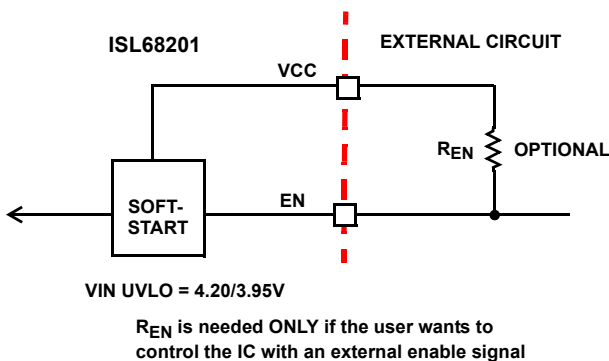 ISL68201
EXTERNAL CIRCUIT
VCC
REN
OPTIONAL
SOFT-
START
EN
VIN UVLO = 4.20/3.95V
REN is needed ONLY if the user wants to
control the IC with an external enable signal